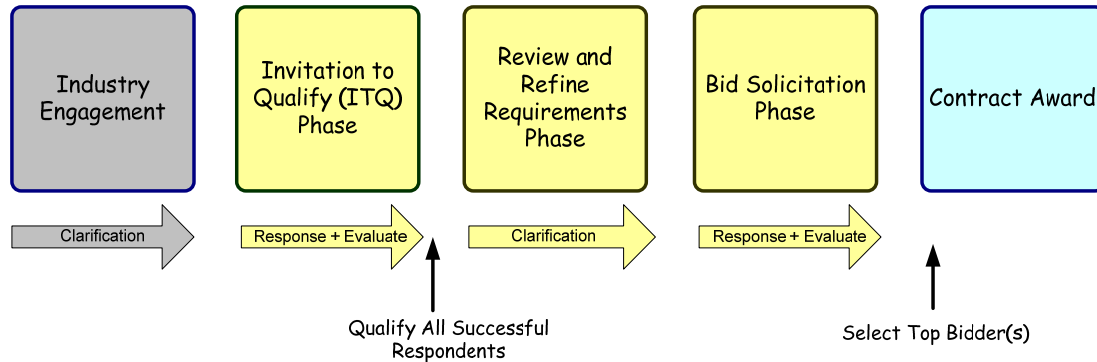 Industry
Engagement
Invitation to
Qualify (ITQ)
Phase
Review and
Refine
Requirements
Phase
Bid Solicitation
Phase
Contract Award
Clarification
Response + Evaluate
Clarification
Response + Evaluate
Qualify All Successful
Respondents
Select Top Bidder(s)